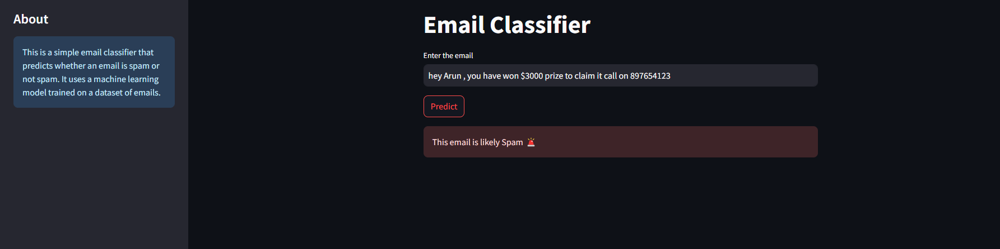 About
This is a simple email classifier that
predicts whether an email is spam or
not spam. It uses a machine learning
model trained on a dataset of emails.
Email Classifier
Enter the email
hey Arun , you have won $3000 prize to claim it call on 897654123
Predict
This email is likely Spam 🚨